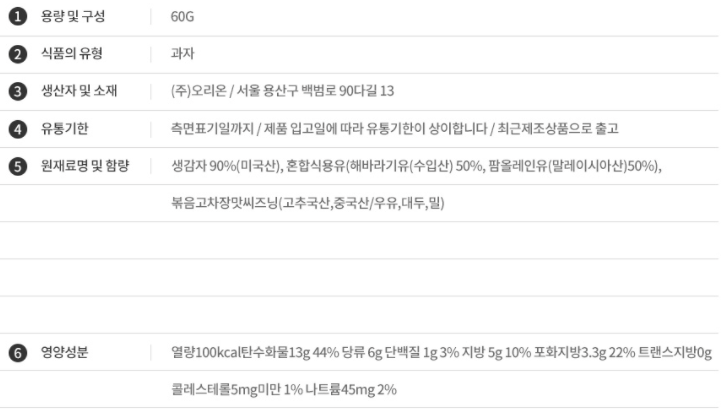 1 용량 및 구성 60G
2 식품의 유형 과자
3 생산자 및 소재 (주)오리온 / 서울 용산구 백범로 90다길 13
4 유통기한 측면표기일까지 / 제품 입고일에 따라 유통기한이 상이합니다 / 최근제조상품으로 출고
5 원재료명 및 함량 생감자 90%(미국산), 혼합식용유(해바라기유(수입산) 50%, 팜올레인유(말레이시아산)50%),
볶음고차장맛씨즈닝(고추국산,중국산/우유,대두,밀)
6 영양성분 열량100kcal탄수화물13g 44% 당류 6g 단백질 1g 3% 지방 5g 10% 포화지방3.3g 22% 트랜스지방0g
콜레스테롤5mg미만 1% 나트륨45mg 2%